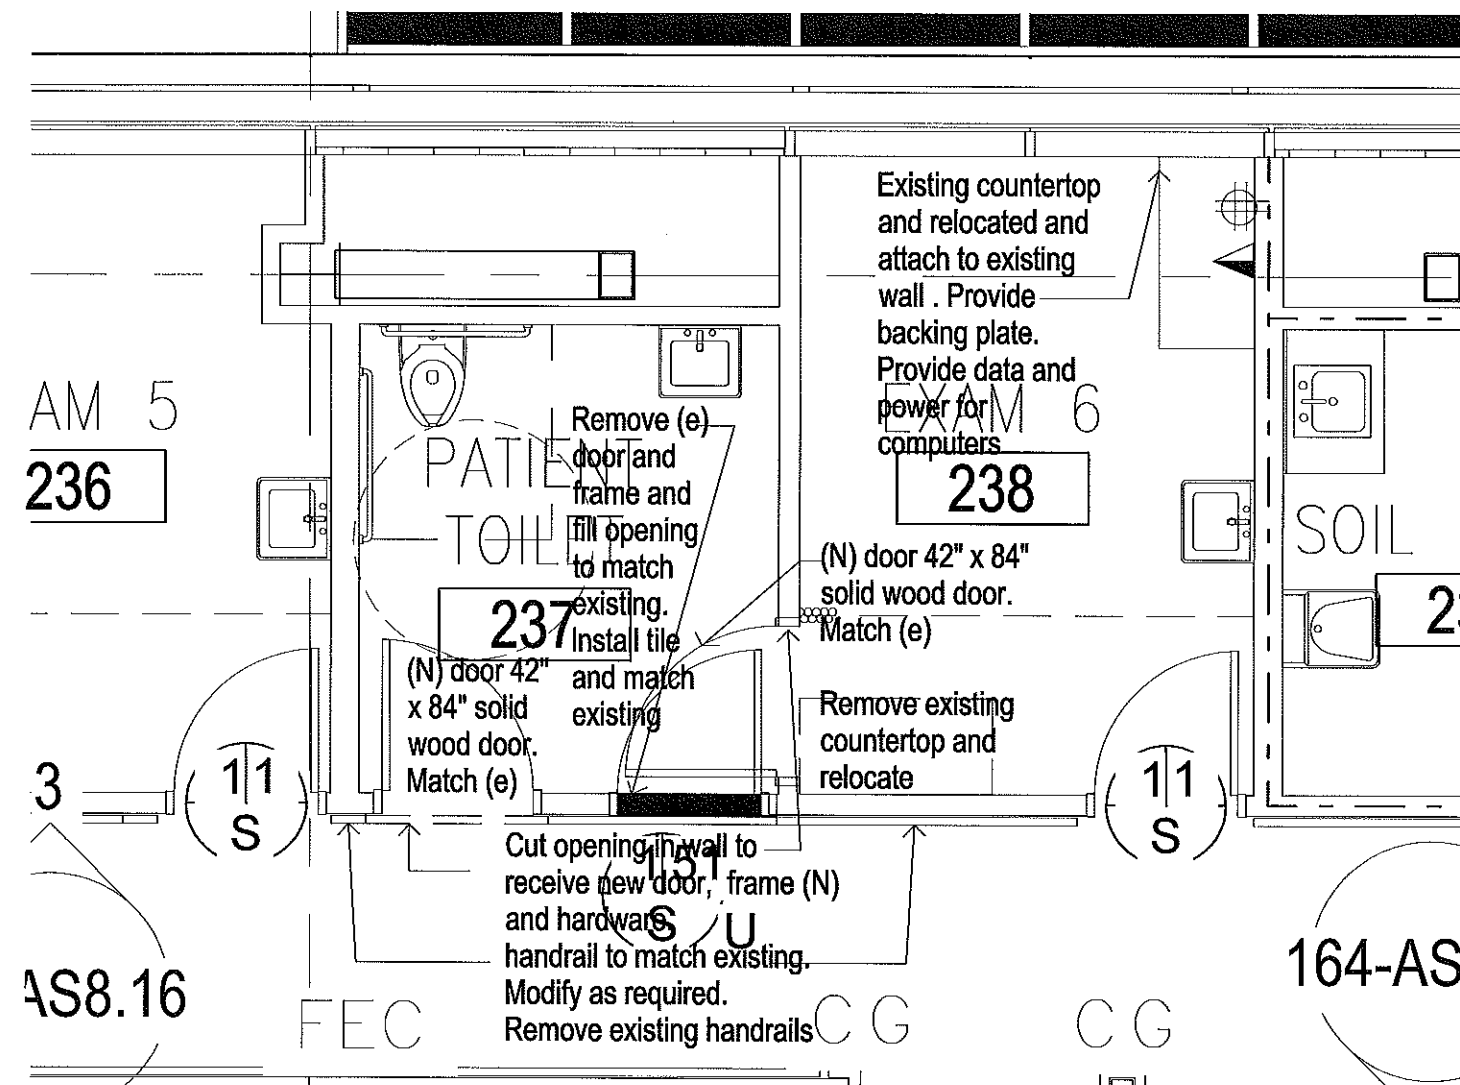 Existing countertop
and relocated and
attach to existing
wall . Provide
backing plate.
Provide data and
power for
computers
AM 5
236
PATIENT
TOILET
237
Remove (e)
door and
frame and
fill opening
to match
existing.
Install tile
and match
existing
EXAM 6
238
SOIL
(N) door 42" x 84"
solid wood door.
Match (e)
(N) door 42"
x 84" solid
wood door.
Match (e)
Remove existing
countertop and
relocate
3
11
S
11
S
Cut opening in wall to
receive new door, frame (N)
and hardware.
handrail to match existing.
Modify as required.
Remove existing handrails
151
S
U
AS8.16
164-AS
FEC
CG
CG